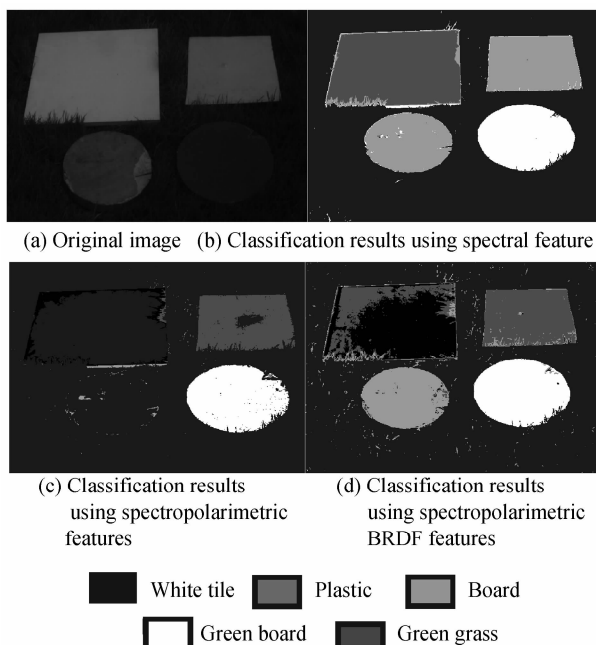 (a) Original image (b) Classification results using spectral feature
(c) Classification results
using spectropolarimetric
features
(d) Classification results
using spectropolarimetric
BRDF features
White tile
Plastic
Board
Green board
Green grass